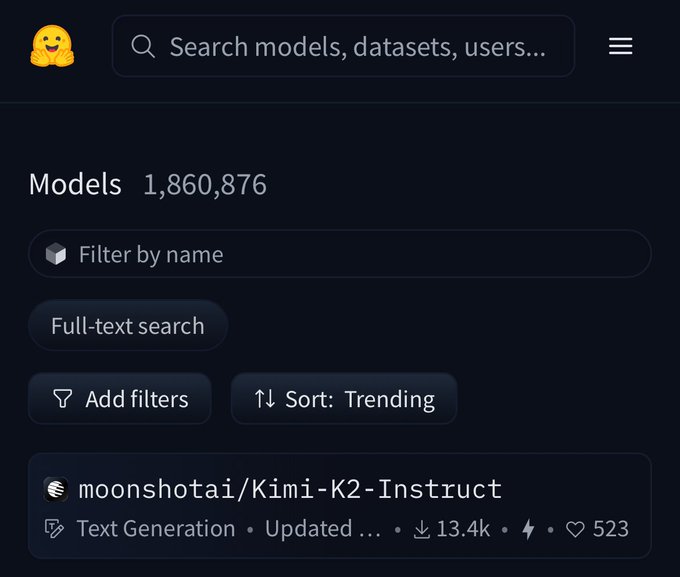 Search models, datasets, users...
Models 1,860,876
Filter by name
Full-text search
Add filters
Sort: Trending
moonshotai/Kimi-K2-Instruct
Text Generation • Updated ... • 13.4k • • 523